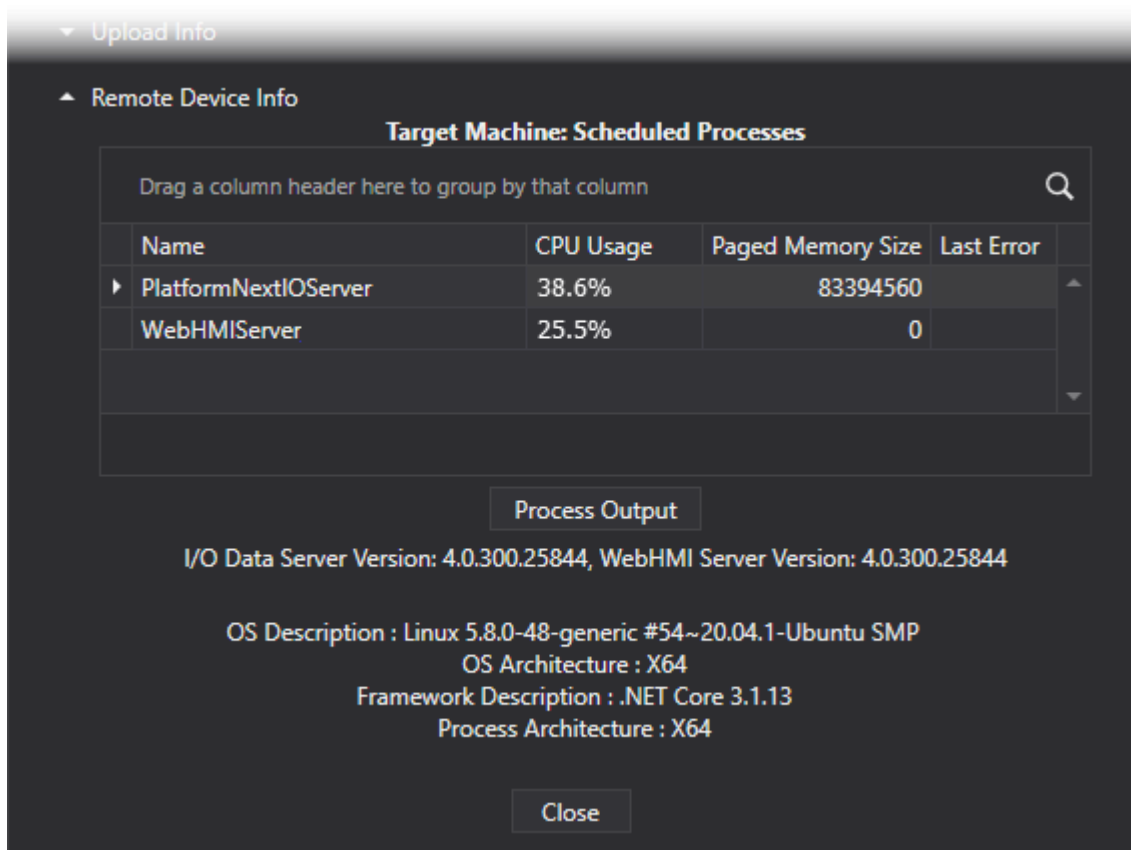 Upload Info
Remote Device Info
Target Machine: Scheduled Processes
Drag a column header here to group by that column
Name CPU Usage Paged Memory Size Last Error
PlatformNextIOServer 38.6% 83394560
WebHMIServer 25.5% 0
Process Output
I/O Data Server Version: 4.0.300.25844, WebHMI Server Version: 4.0.300.25844
OS Description : Linux 5.8.0-48-generic #54~20.04.1-Ubuntu SMP
OS Architecture : X64
Framework Description : .NET Core 3.1.13
Process Architecture : X64
Close